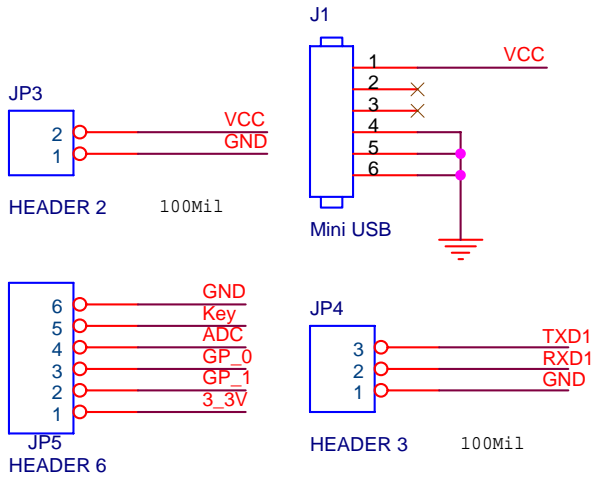 J1
1 VCC
2
3
4
5
6
Mini USB
JP3
2 VCC
1 GND
HEADER 2 100Mil
6 GND
5 Key
4 ADC
3 GP_0
2 GP_1
1 3_3V
JP5
HEADER 6
JP4
3 TXD1
2 RXD1
1 GND
HEADER 3 100Mil